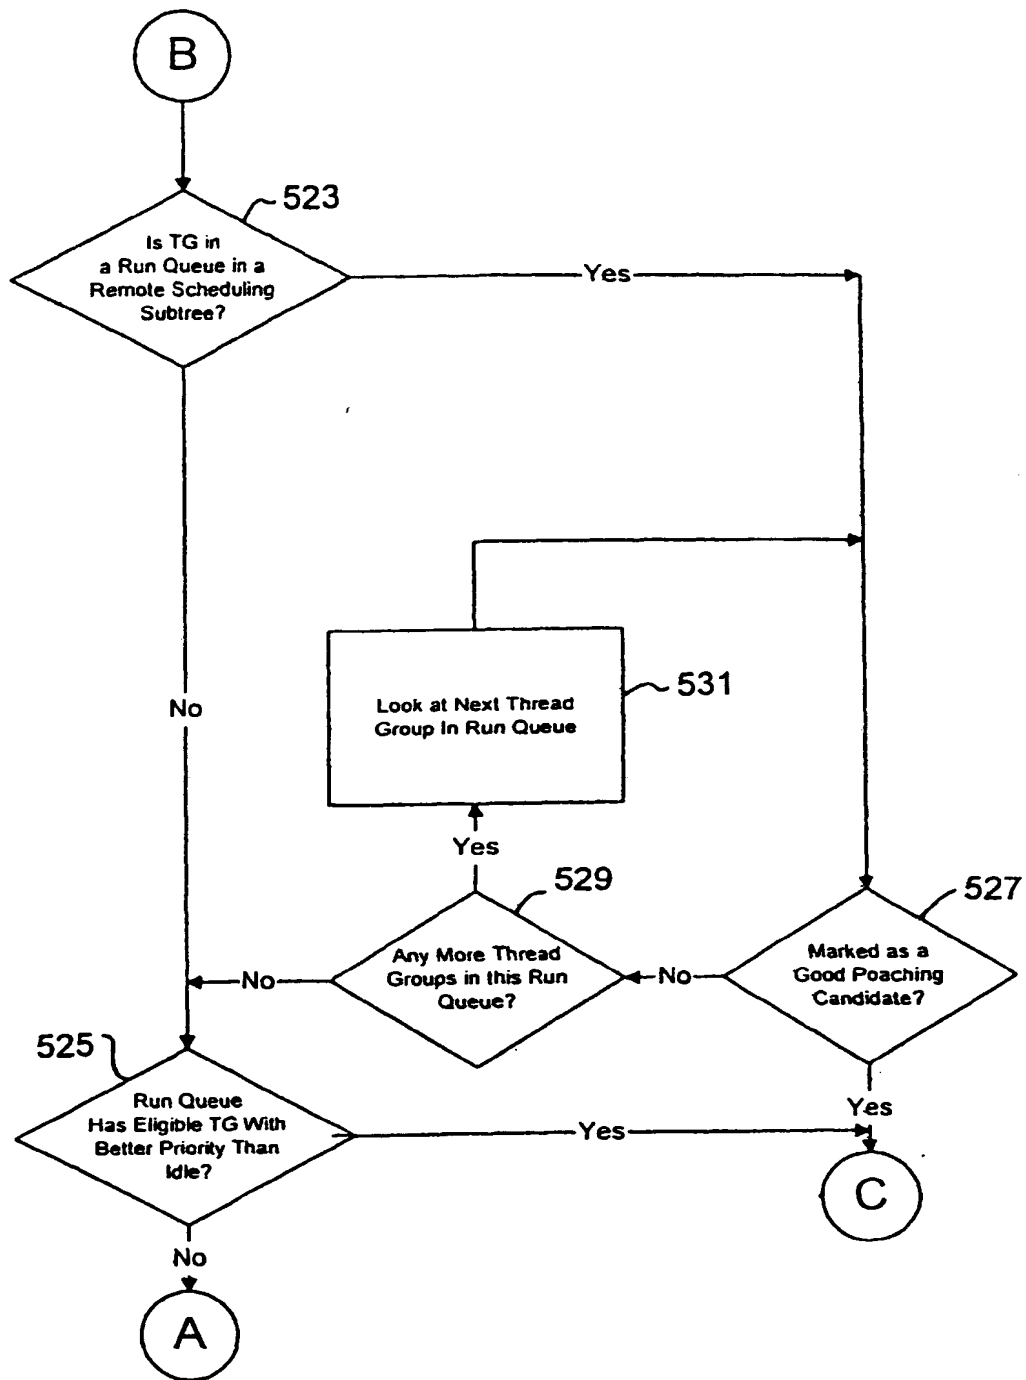 B
523
Is TG in
a Run Queue in a
Remote Scheduling
Subtree?
Yes
No
531
Look at Next Thread
Group In Run Queue
Yes
529
527
Any More Thread
Groups in this Run
Queue?
No
No
Marked as a
Good Poaching
Candidate?
525
Run Queue
Has Eligible TG With
Better Priority Than
Idle?
Yes
Yes
C
No
A